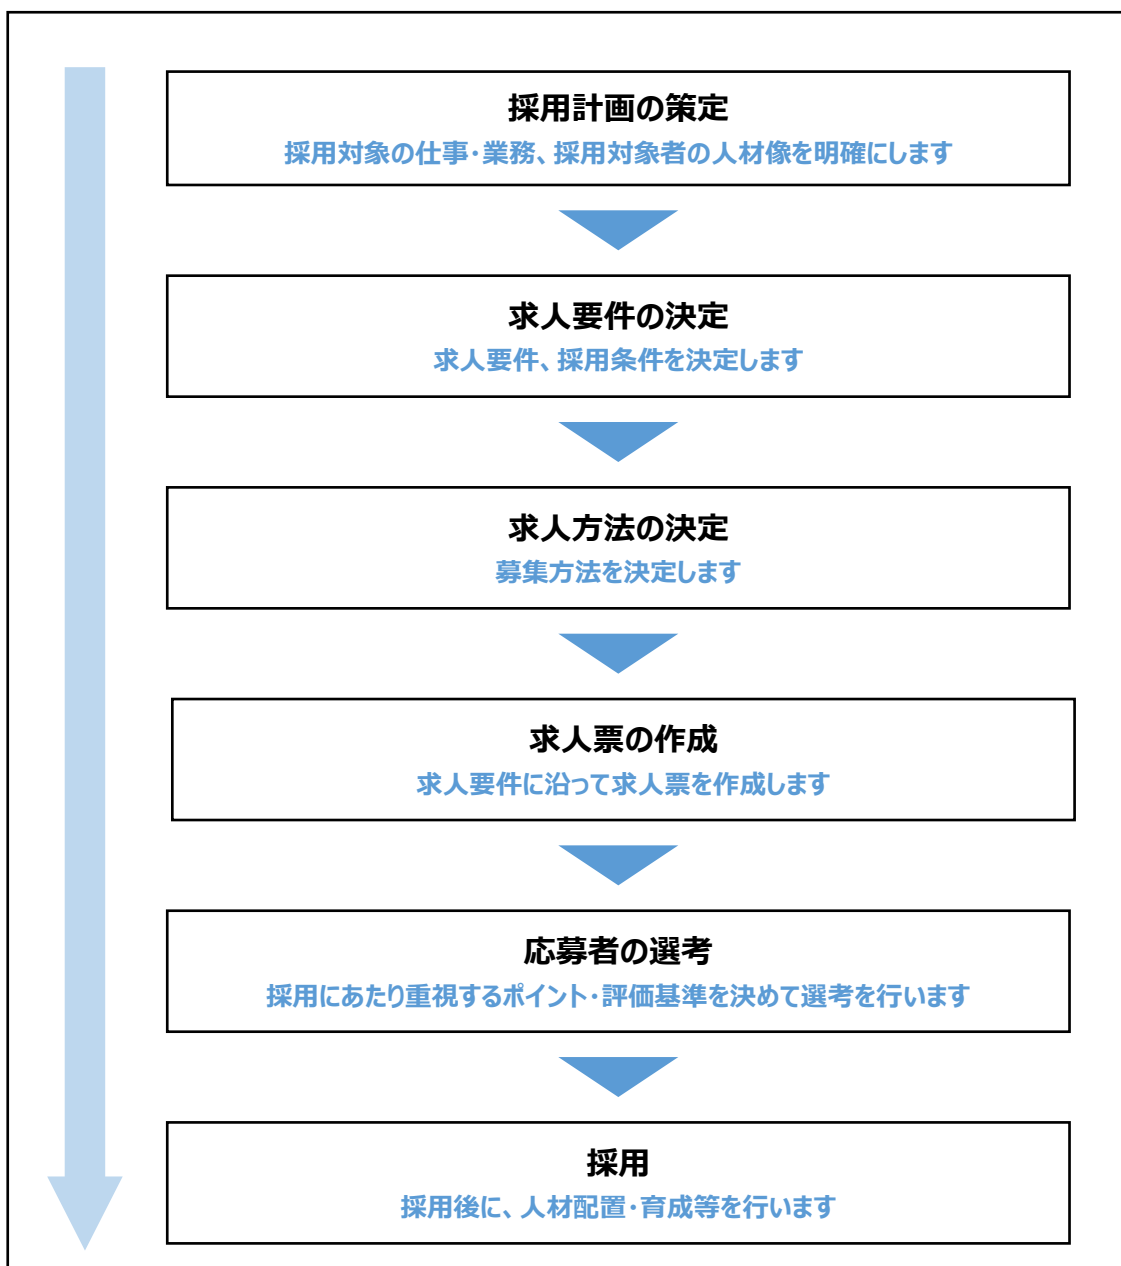 採用計画の策定
採用対象の仕事・業務、採用対象者の人材像を明確にします
求人要件の決定
求人要件、採用条件を決定します
求人方法の決定
募集方法を決定します
求人票の作成
求人要件に沿って求人票を作成します
応募者の選考
採用にあたり重視するポイント・評価基準を決めて選考を行います
採用
採用後に、人材配置・育成等を行います